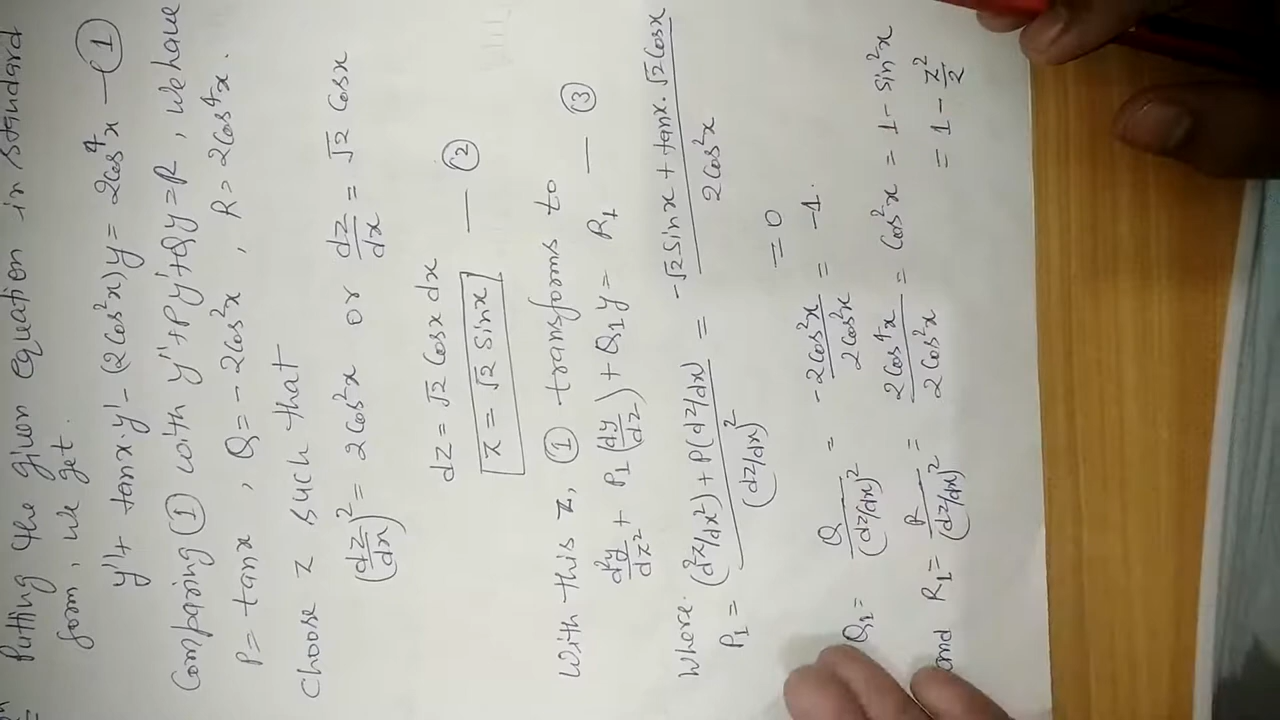 Putting the given equation in standard
form, we get.
y''+ tanx.y' - (2cos²x)y = 2cos⁴x — ①
Comparing ① with y''+Py'+Qy=R, we have
P= tanx , Q= -2cos²x , R= 2cos⁴x.
Choose z such that
(dz/dx)² = 2cos²x or dz/dx = √2 cosx
dz = √2 cosx dx
z = √2 sinx — ②
With this z, ① transforms to
d²y/dz² + P₁(dy/dz) + Q₁y = R₁ — ③
Where.
P₁ = (d²z/dx²)+P(dz/dx) / (dz/dx)² = -√2 sinx + tanx.√2 cosx / 2cos²x
= 0
Q₁ = Q/(dz/dx)² = -2cos²x/2cos²x = -1.
and R₁ = R/(dz/dx)² = 2cos⁴x/2cos²x = cos²x = 1 - sin²x
= 1 - z²/2